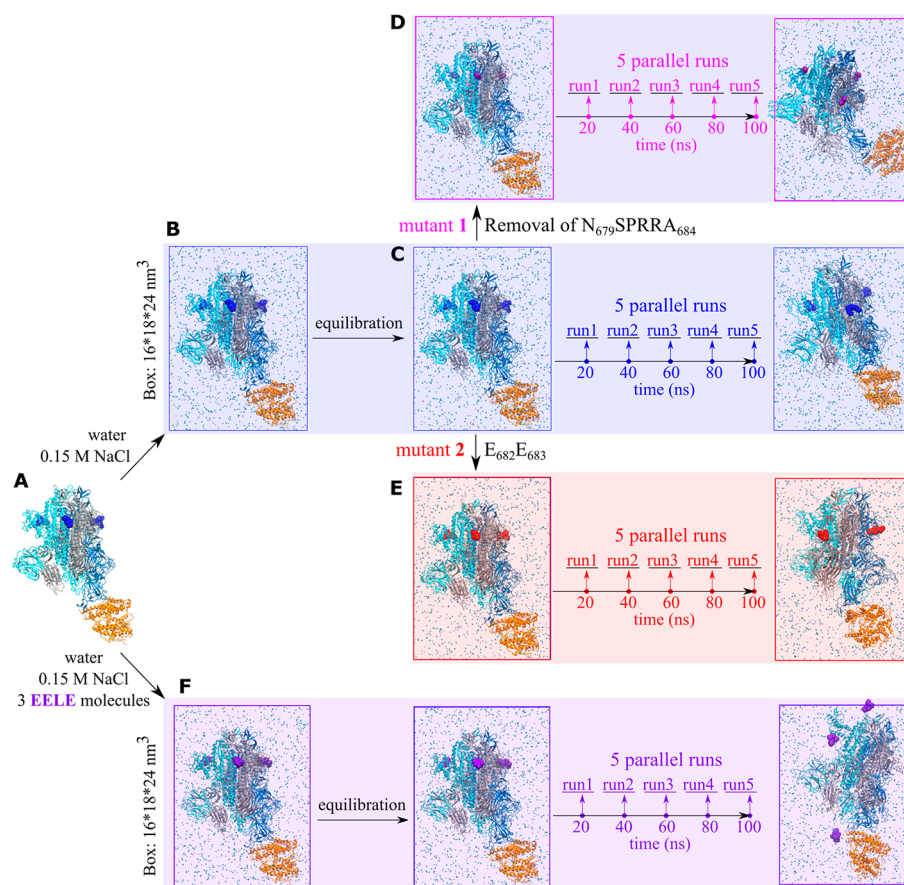 D
5 parallel runs
run1 run2 run3 run4 run5
20 40 60 80 100
time (ns)
mutant 1 Removal of N₆₇₉SPRRA₆₈₄
B
C
Box: 16*18*24 nm³
equilibration
5 parallel runs
run1 run2 run3 run4 run5
20 40 60 80 100
time (ns)
water
0.15 M NaCl
mutant 2 E₆₈₂E₆₈₃
A
E
5 parallel runs
run1 run2 run3 run4 run5
20 40 60 80 100
time (ns)
water
0.15 M NaCl
3 EELE molecules
F
Box: 16*18*24 nm³
equilibration
5 parallel runs
run1 run2 run3 run4 run5
20 40 60 80 100
time (ns)